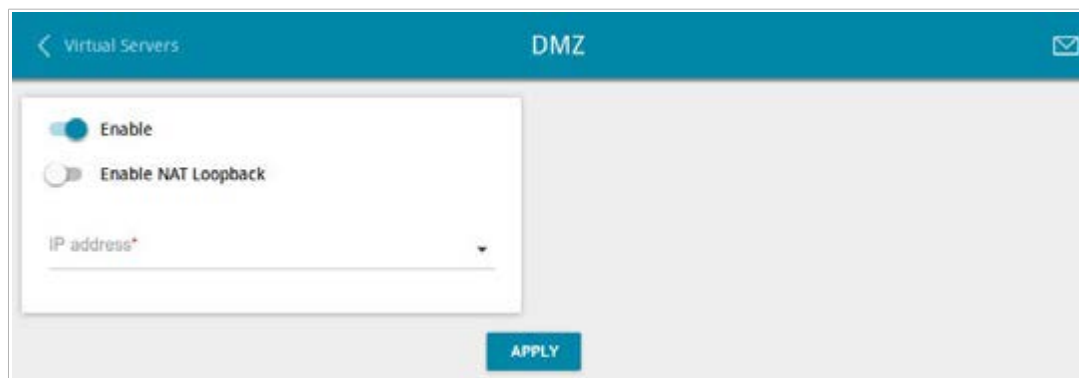 Virtual Servers
DMZ
Enable
Enable NAT Loopback
IP address*
APPLY